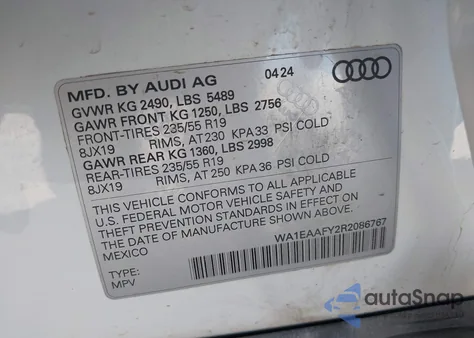 MFD. BY AUDI AG 04 24
GVWR KG 2490, LBS 5489
GAWR FRONT KG 1250, LBS 2756
FRONT-TIRES 235/55 R19
8JX19 RIMS, AT 230 KPA 33 PSI COLD
GAWR REAR KG 1360, LBS 2998
REAR-TIRES 235/55 R19
8JX19 RIMS, AT 250 KPA 36 PSI COLD
THIS VEHICLE CONFORMS TO ALL APPLICABLE
U.S. FEDERAL MOTOR VEHICLE SAFETY AND
THEFT PREVENTION STANDARDS IN EFFECT ON
THE DATE OF MANUFACTURE SHOWN ABOVE.
MEXICO
WA1EAAFY2R2086767
TYPE:
MPV
autoSnap